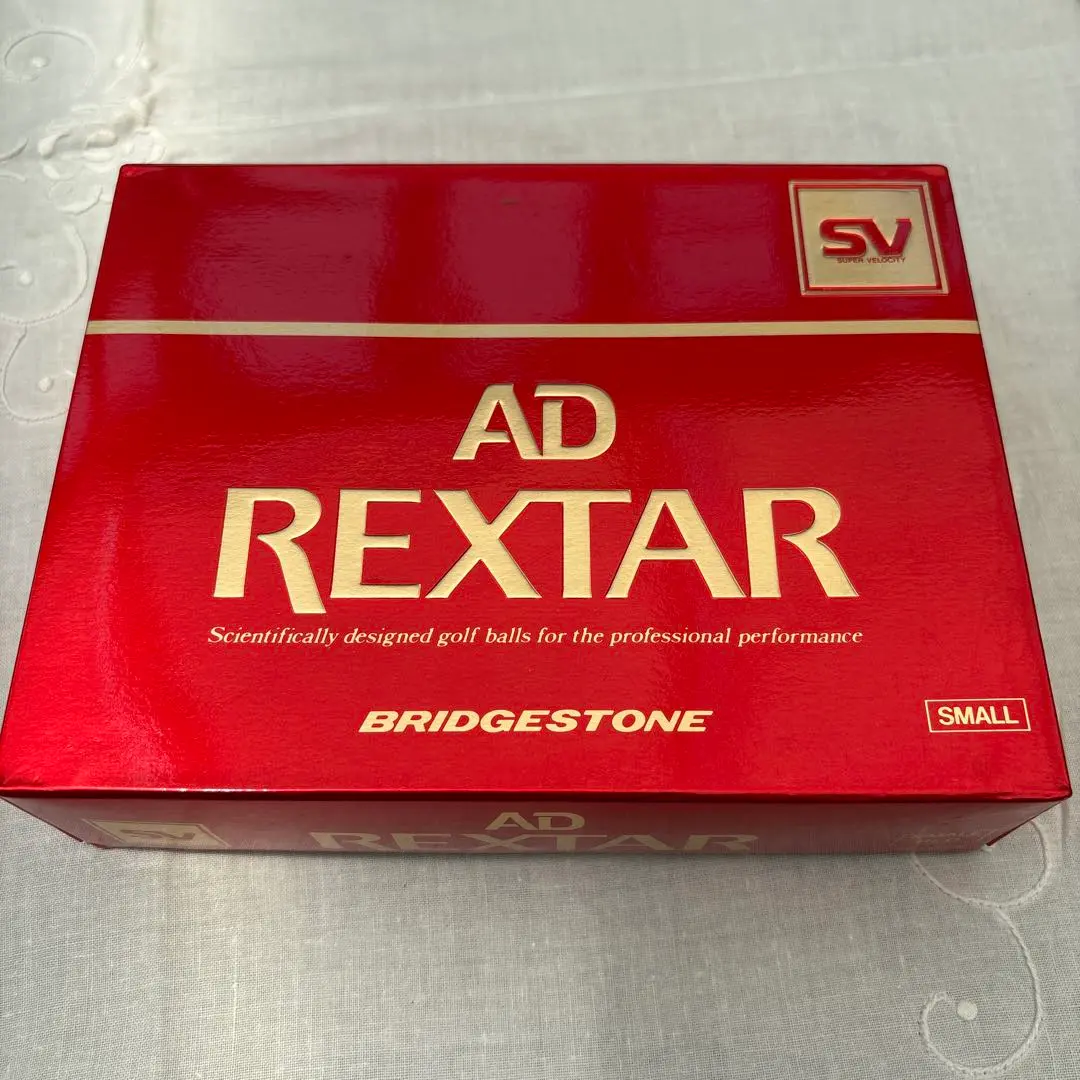 SV
SUPER VELOCITY
AD
REXTAR
Scientifically designed golf balls for the professional performance
BRIDGESTONE
SMALL
SV
AD
REXTAR